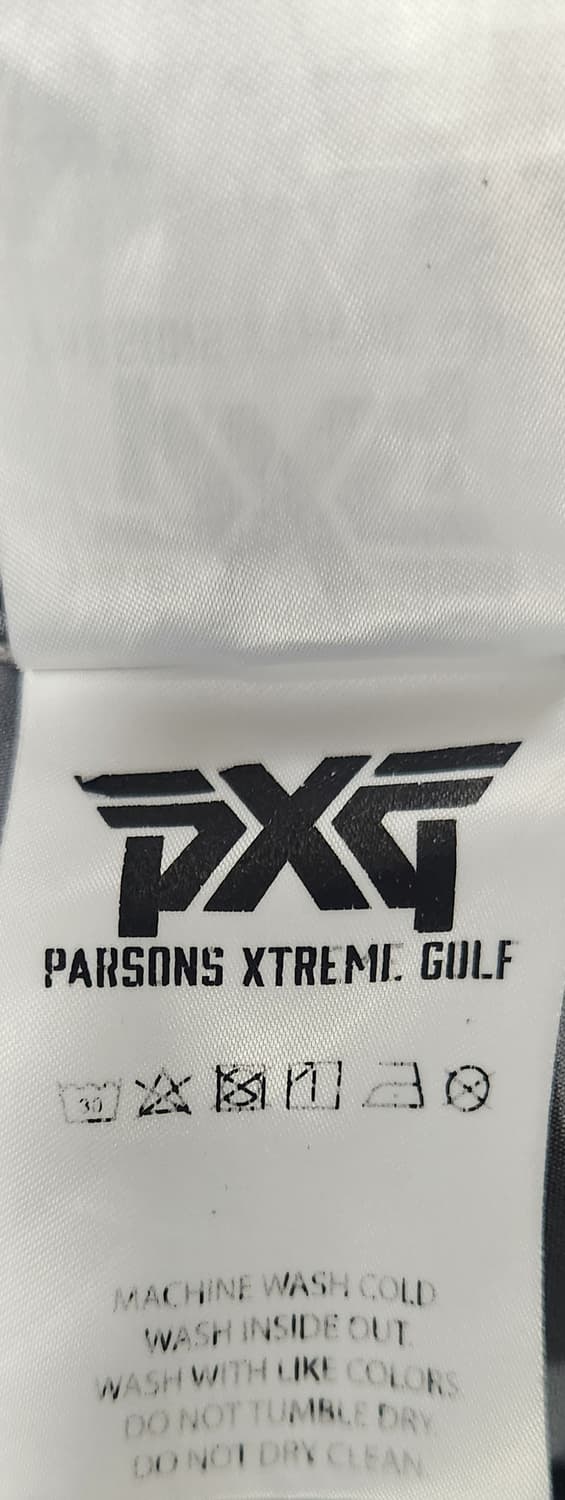 PXG
PARSONS XTREME GOLF
30
MACHINE WASH COLD
WASH INSIDE OUT
WASH WITH LIKE COLORS
DO NOT TUMBLE DRY
DO NOT DRY CLEAN